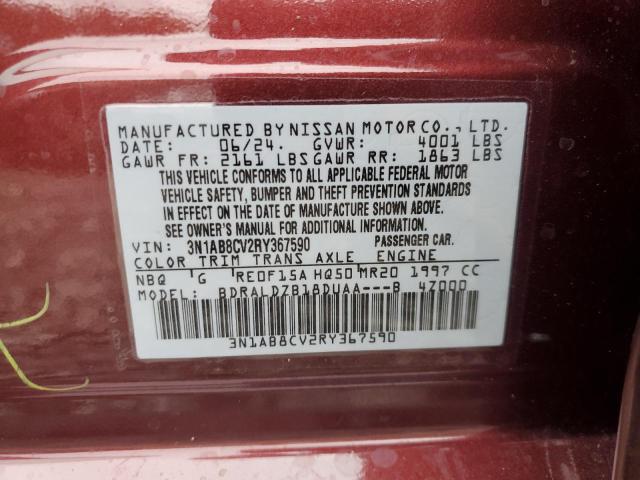 MANUFACTURED BY NISSAN MOTOR CO., LTD.
DATE: 06/24. GVWR: 4001 LBS
GAWR FR: 2161 LBS GAWR RR: 1863 LBS
THIS VEHICLE CONFORMS TO ALL APPLICABLE FEDERAL MOTOR
VEHICLE SAFETY, BUMPER AND THEFT PREVENTION STANDARDS
IN EFFECT ON THE DATE OF MANUFACTURE SHOWN ABOVE.
SEE OWNER'S MANUAL FOR ADDITIONAL INFORMATION.
VIN: 3N1AB8CV2RY367590 PASSENGER CAR.
COLOR TRIM TRANS AXLE ENGINE
NBQ G RE0F15A HQ50 MR20 1997 CC
MODEL: BDRALDZB18DUAA---B 4Z000
3N1AB8CV2RY367590